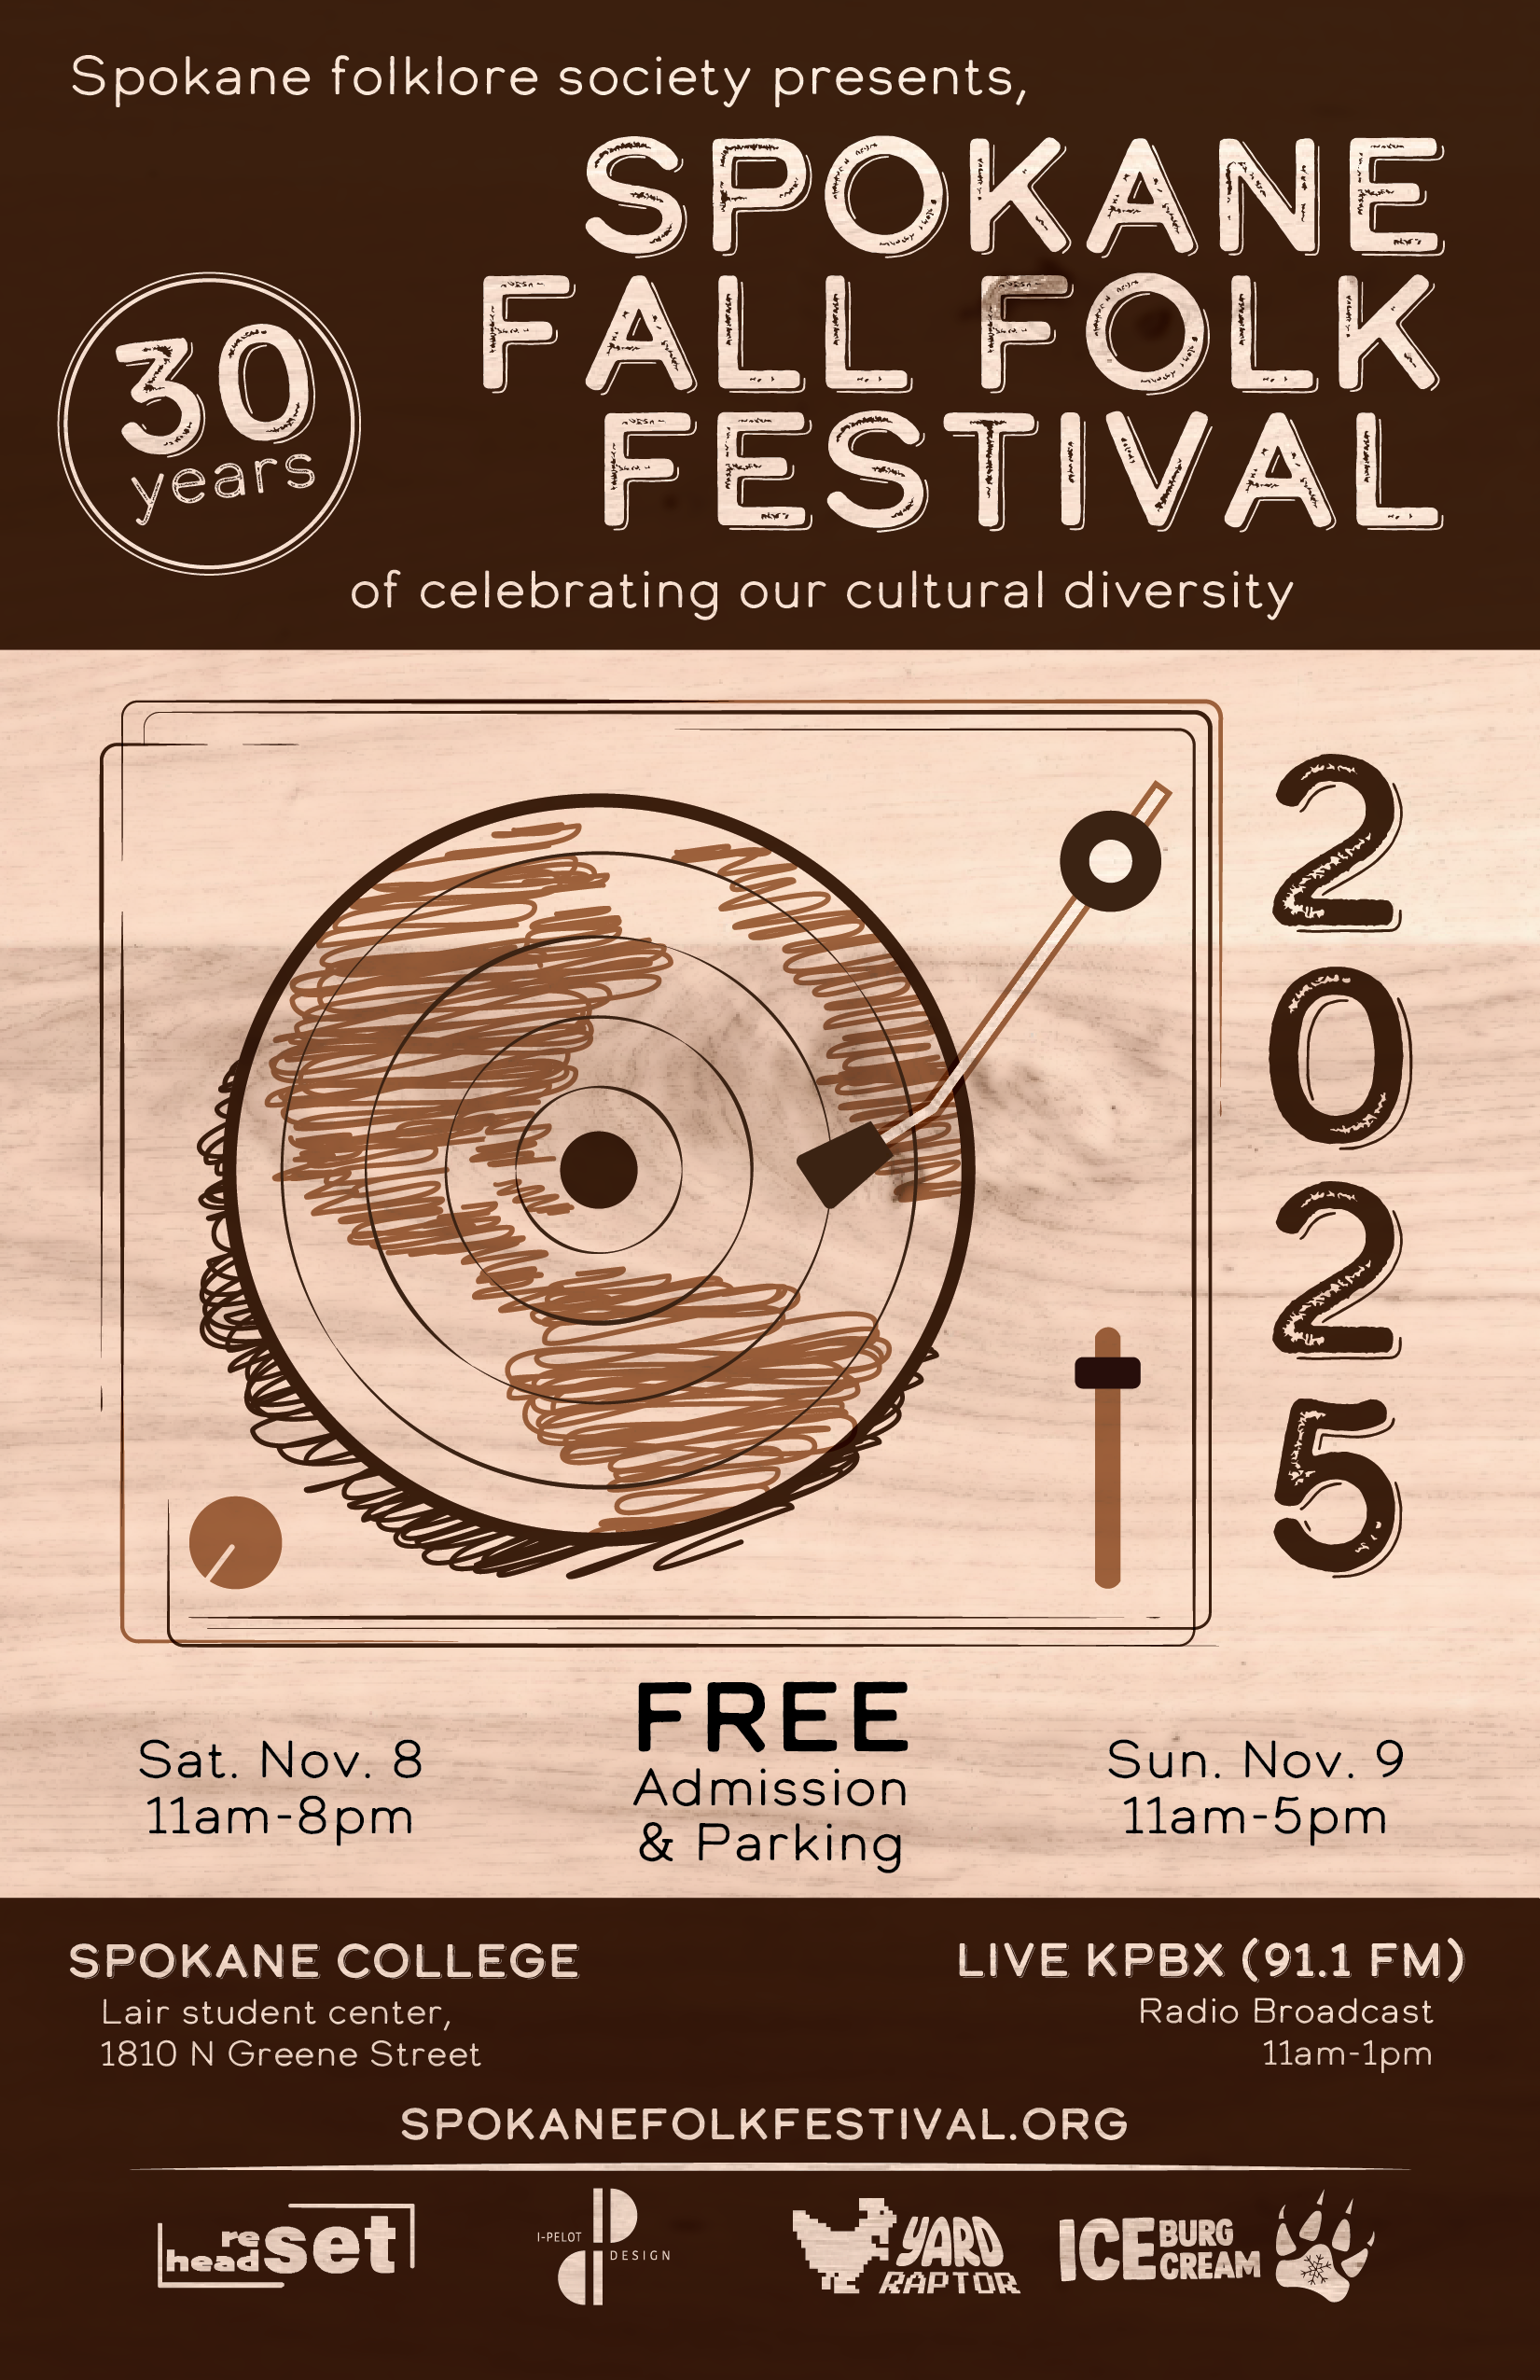 Spokane folklore society presents,
SPOKANE
FALL FOLK
FESTIVAL
30
years
of celebrating our cultural diversity
2
0
2
5
FREE
Admission
& Parking
Sat. Nov. 8
11am-8pm
Sun. Nov. 9
11am-5pm
SPOKANE COLLEGE
Lair student center,
1810 N Greene Street
LIVE KPBX (91.1 FM)
Radio Broadcast
11am-1pm
SPOKANEFOLKFESTIVAL.ORG
re
head
set
I-PELOT
DESIGN
YARD
RAPTOR
ICE
BURG
CREAM